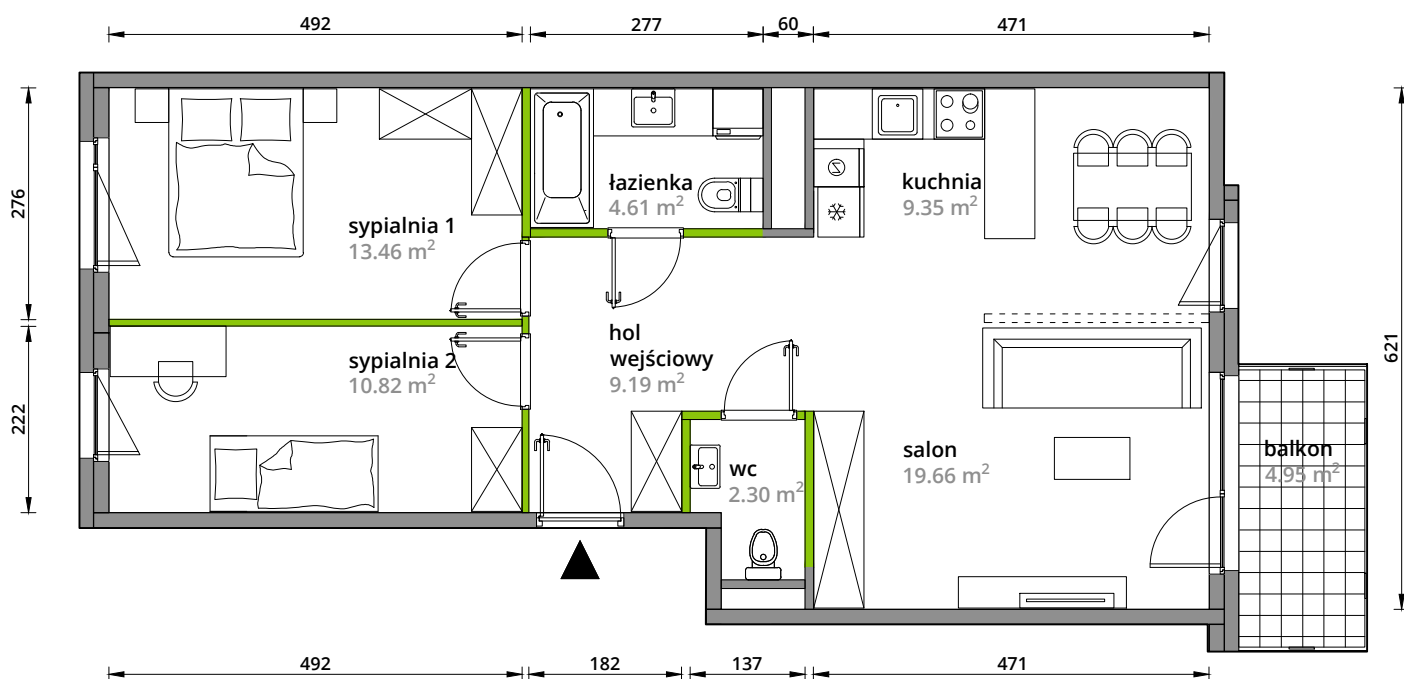 492
277
60
471
276
222
621
sypialnia 1
13.46 m²
łazienka
4.61 m²
kuchnia
9.35 m²
sypialnia 2
10.82 m²
hol
wejściowy
9.19 m²
wc
2.30 m²
salon
19.66 m²
balkon
4.95 m²
492
182
137
471